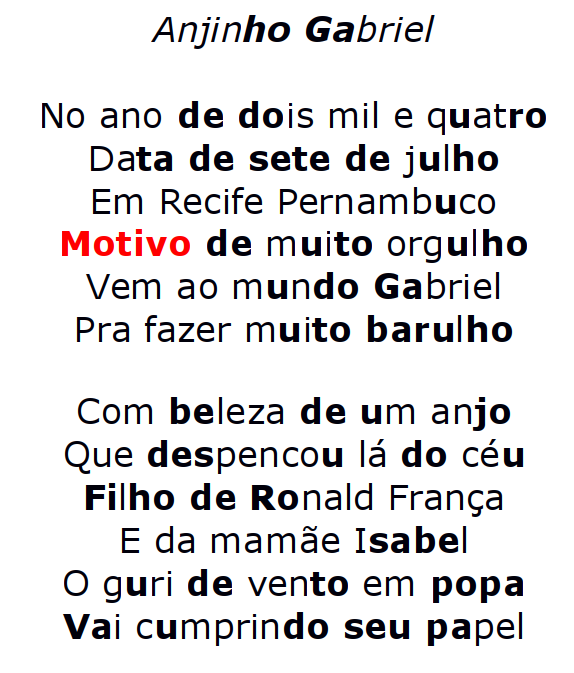 Anjinho Gabriel
No ano de dois mil e quatro
Data de sete de julho
Em Recife Pernambuco
Motivo de muito orgulho
Vem ao mundo Gabriel
Pra fazer muito barulho
Com beleza de um anjo
Que despencou lá do céu
Filho de Ronald França
E da mamãe Isabel
O guri de vento em popa
Vai cumprindo seu papel